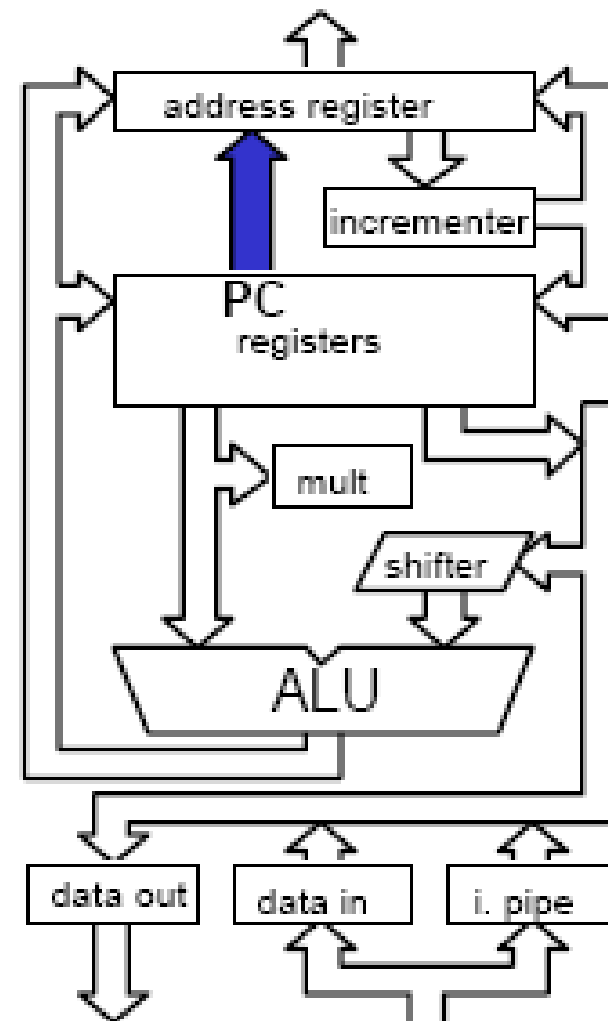 address register
incrementer
PC
registers
mult
shifter
ALU
data out
data in
i. pipe